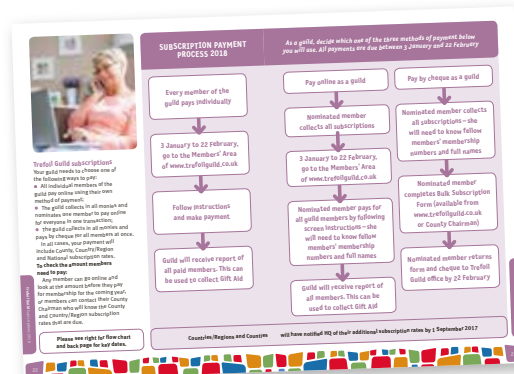 Trefoil Guild subscriptions
Your guild needs to choose one of
the following ways to pay:
● All individual members of the
guild pay online using their own
method of payment
● The guild collects in all monies and
nominates one member to pay online
for everyone in one transaction;
● the guild collects in all monies and
pays by cheque for all members at once.
In all cases, your payment will
include County, Country/Region
and National subscription rates.
To check the amount members
need to pay:
Any member can go online and
look at the amount before they pay
for membership for the coming year,
or members can contact their County
Chairman who will know the County
and Country/Region subscription
rates that are due.
Please see right for flow chart
and back page for key dates.
22
SUBSCRIPTION PAYMENT
PROCESS 2018
As a guild, decide which one of the three methods of payment below
you will use. All payments are due between 3 January and 22 February
Every member of the
guild pays individually
3 January to 22 February,
go to the Members' Area
of www.trefoilguild.co.uk
Follow instructions
and make payment
Guild will receive report of
all paid members. This can
be used to collect Gift Aid
Pay online as a guild
Nominated member
collects all subscriptions
3 January to 22 February,
go to the Members' Area
of www.trefoilguild.co.uk
Nominated member pays for
all guild members by following
screen instructions – she
will need to know fellow
members' membership
numbers and full names
Guild will receive report of
all paid members. This can be
used to collect Gift Aid
Pay by cheque as a guild
Nominated member collects
all subscriptions – she
will need to know fellow
members' membership
numbers and full names
Nominated member
completes Bulk Subscription
Form (available from
www.trefoilguild.co.uk
or County Chairman)
Nominated member returns
form and cheque to Trefoil
Guild office by 22 February
Countries/Regions and Counties will have notified HQ of their additional subscription rates by 1 September 2017